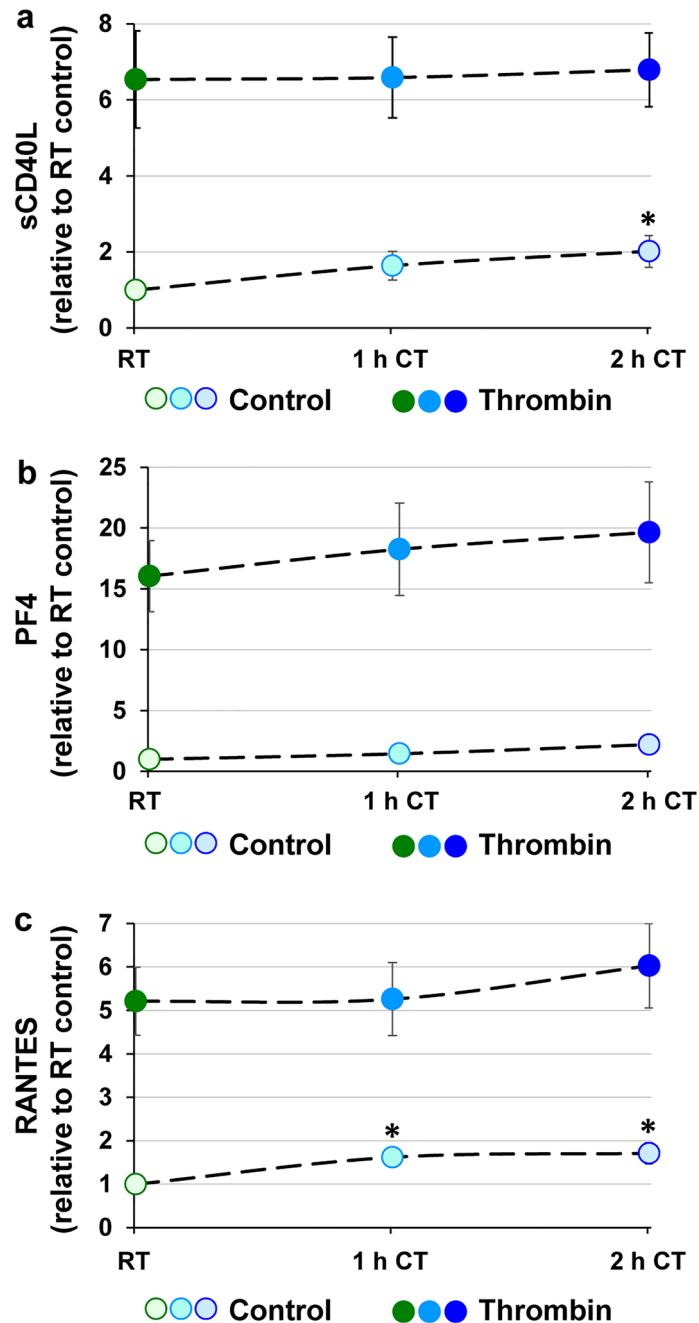 a
sCD40L
(relative to RT control)
8
6
4
2
0
*
RT 1 h CT 2 h CT
Control Thrombin
b
PF4
(relative to RT control)
25
20
15
10
5
0
RT 1 h CT 2 h CT
Control Thrombin
c
RANTES
(relative to RT control)
7
6
5
4
3
2
1
0
* *
RT 1 h CT 2 h CT
Control Thrombin